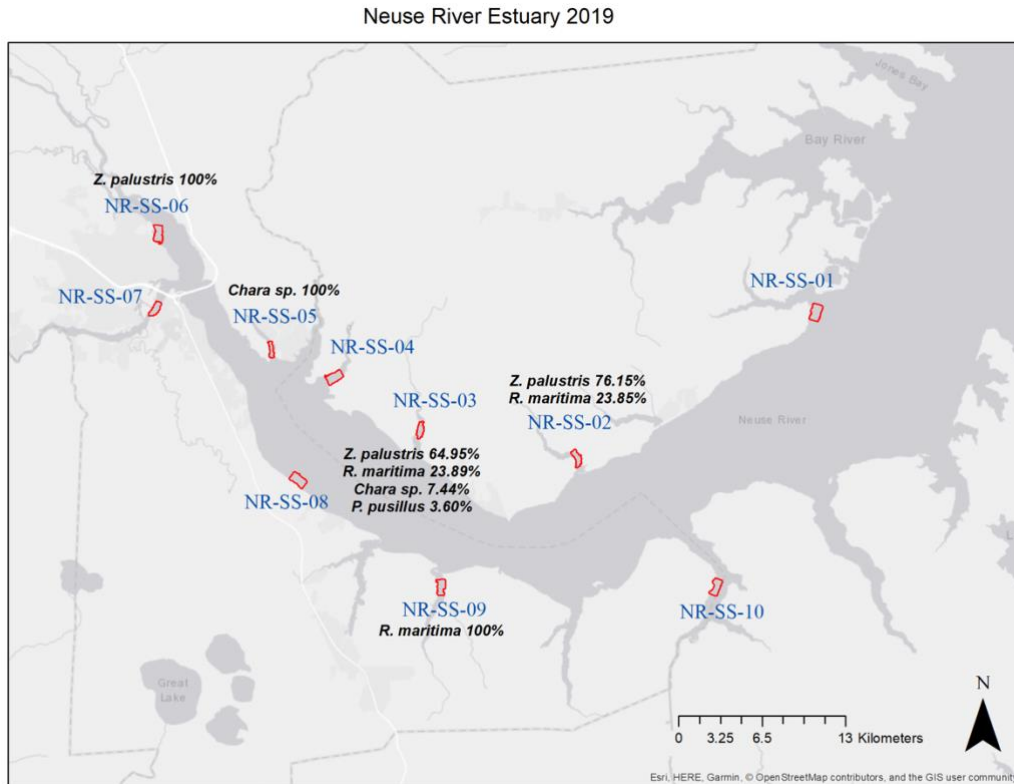 Neuse River Estuary 2019
Jones Bay
Bay River
Z. palustris 100%
NR-SS-06
NR-SS-07
Chara sp. 100%
NR-SS-05
NR-SS-04
NR-SS-01
NR-SS-03
Z. palustris 76.15%
R. maritima 23.85%
NR-SS-02
Neuse River
Z. palustris 64.95%
R. maritima 23.89%
Chara sp. 7.44%
P. pusillus 3.60%
NR-SS-08
NR-SS-09
R. maritima 100%
NR-SS-10
Great
Lake
L
N
0 3.25 6.5 13 Kilometers
Esri, HERE, Garmin, © OpenStreetMap contributors, and the GIS user community